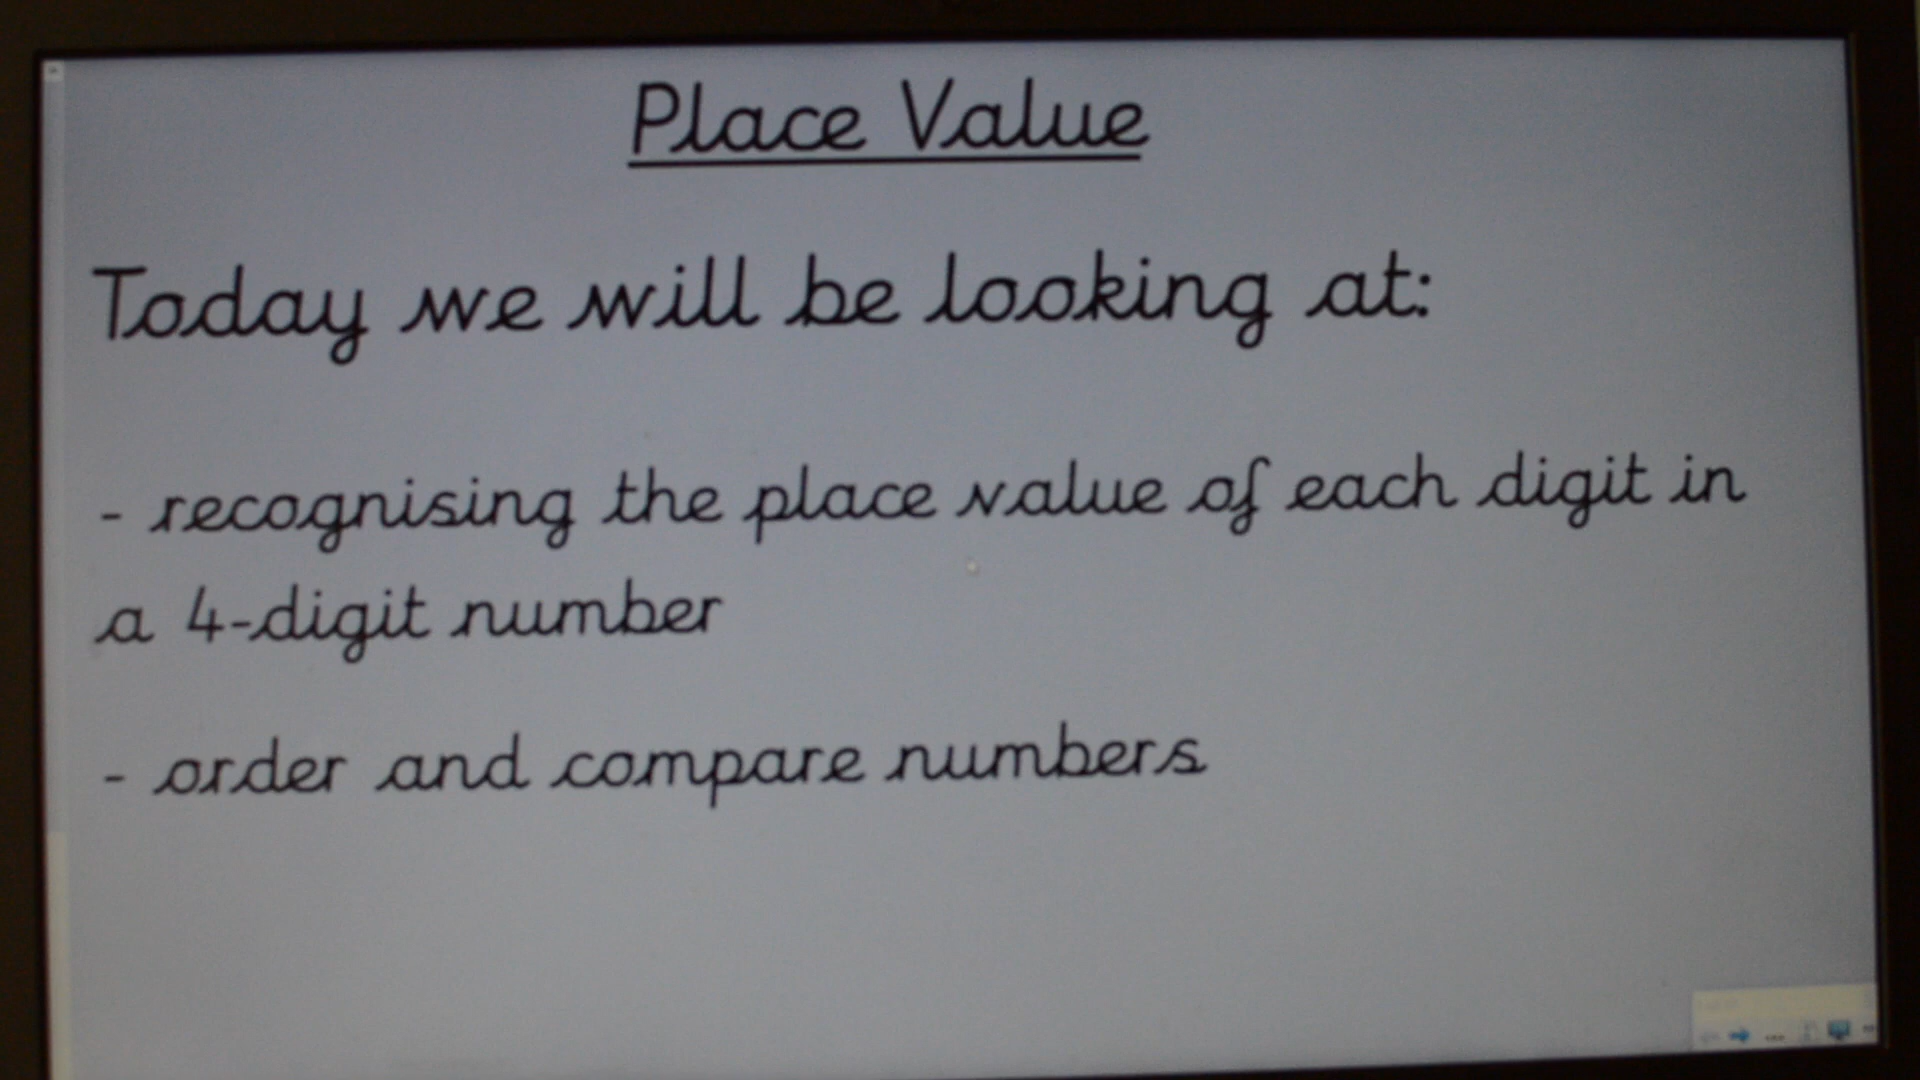 Place Value
Today we will be looking at:
- recognising the place value of each digit in
a 4-digit number
- order and compare numbers